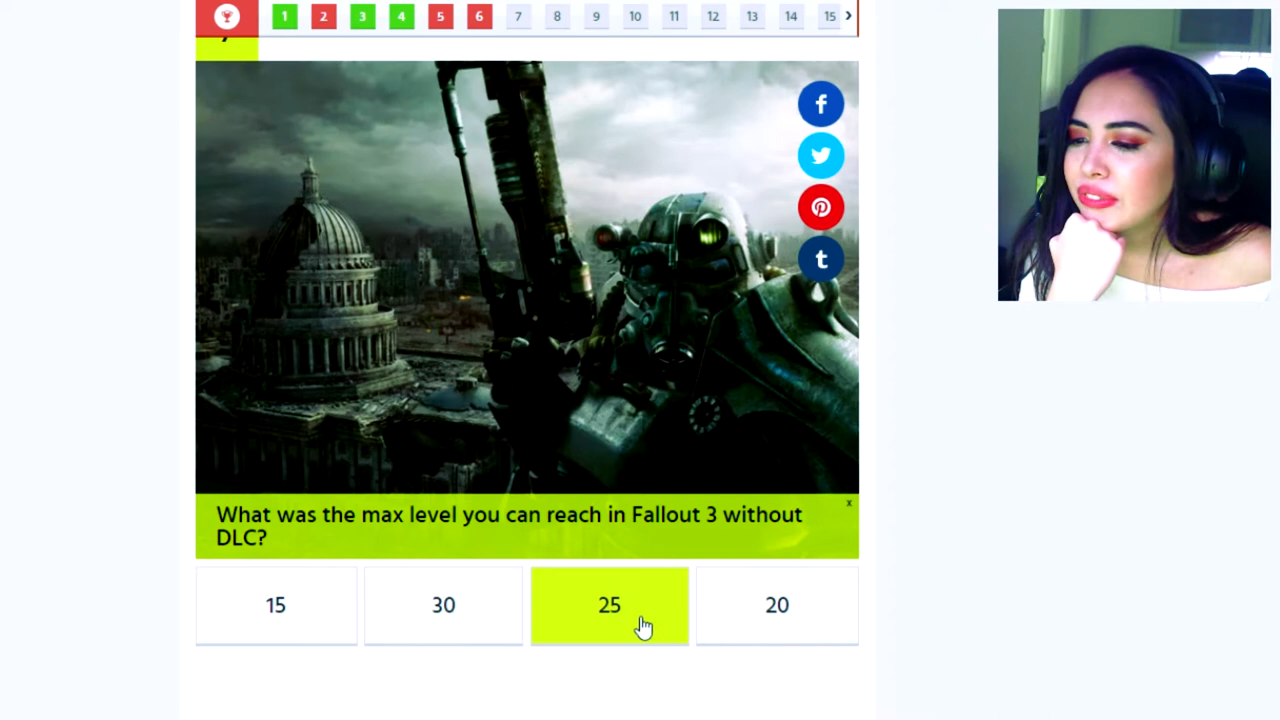 1 2 3 4 5 6 7 8 9 10 11 12 13 14 15 ›
f
t
What was the max level you can reach in Fallout 3 without
DLC?
x
15 30 25 20